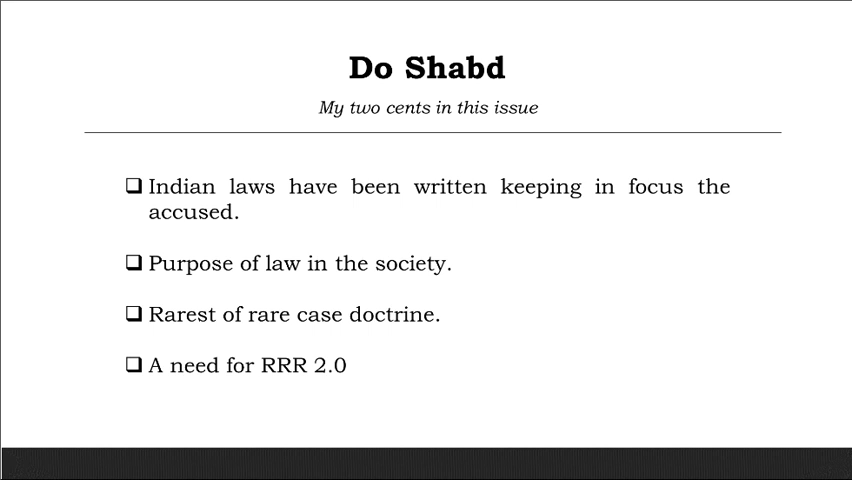 Do Shabd
My two cents in this issue
Indian laws have been written keeping in focus the
accused.
Purpose of law in the society.
Rarest of rare case doctrine.
A need for RRR 2.0